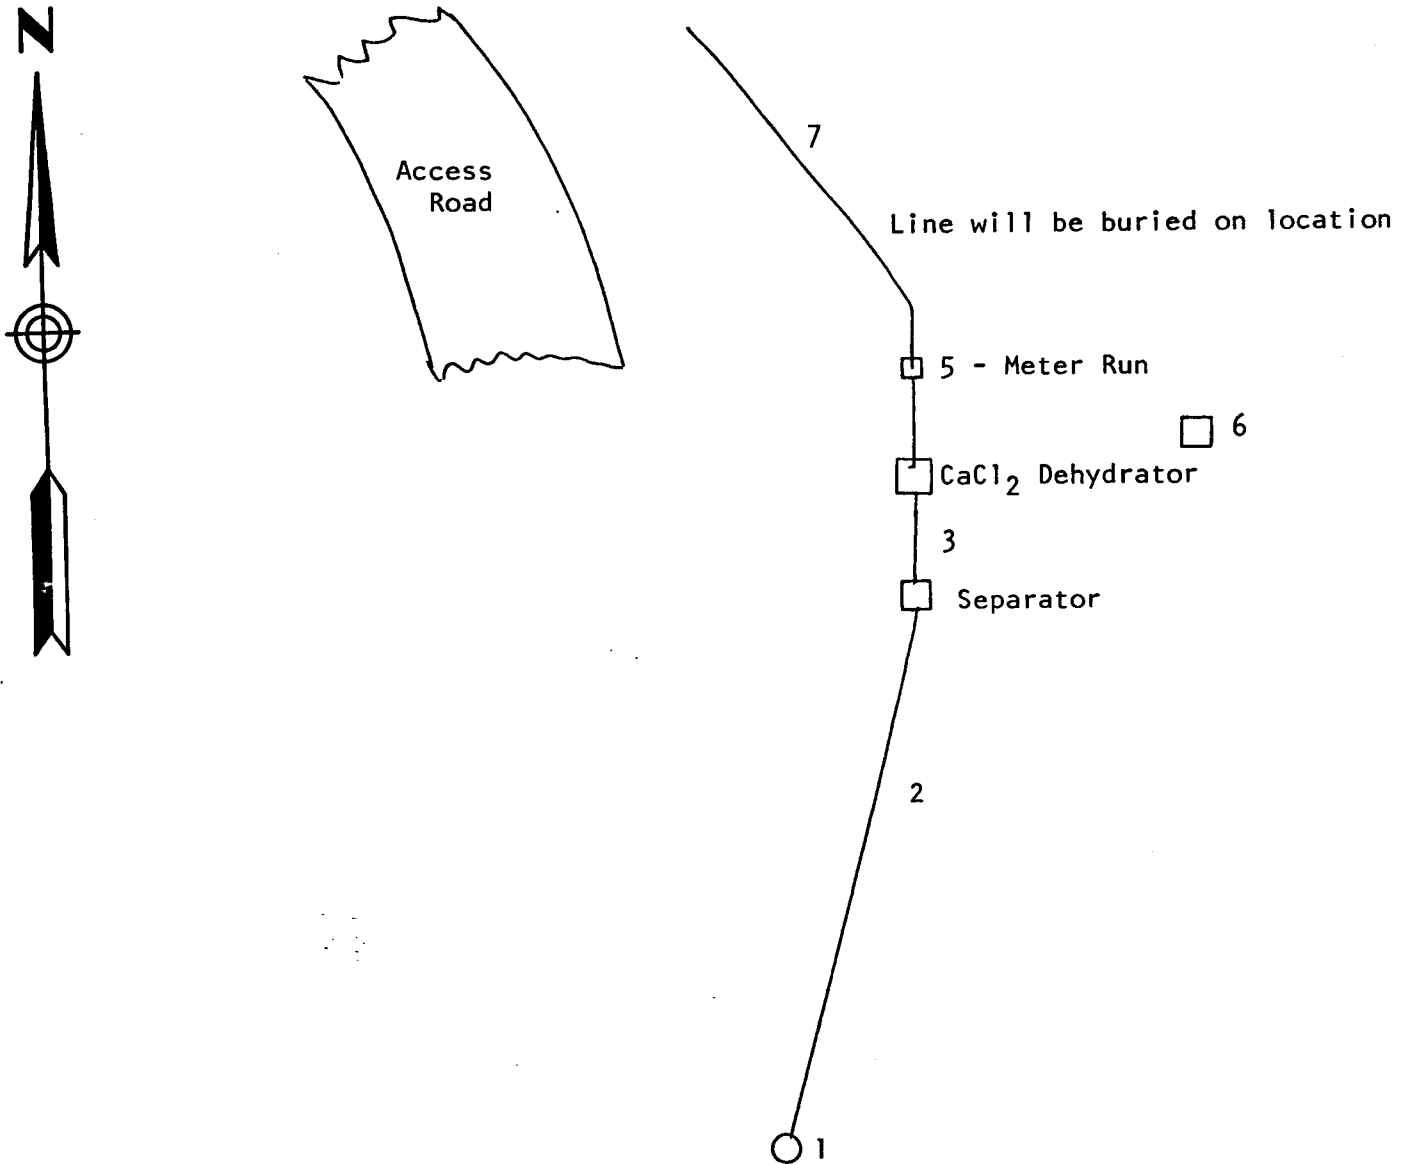 N
7
Access
Road
Line will be buried on location
5 - Meter Run
6
CaCl₂ Dehydrator
3
Separator
2
1